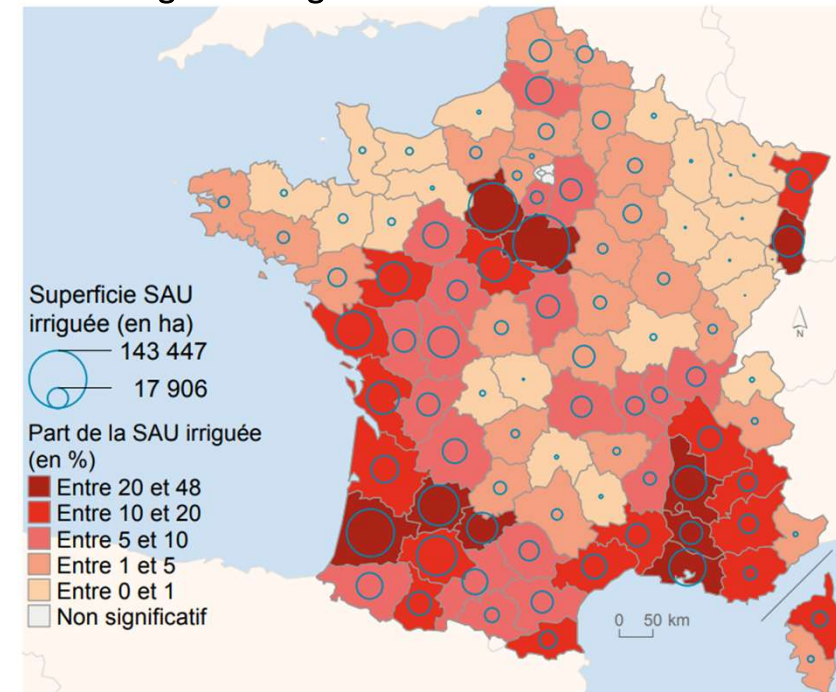 Superficie SAU
irriguée (en ha)
143 447
17 906
Part de la SAU irriguée
(en %)
Entre 20 et 48
Entre 10 et 20
Entre 5 et 10
Entre 1 et 5
Entre 0 et 1
Non significatif
N
0 50 km